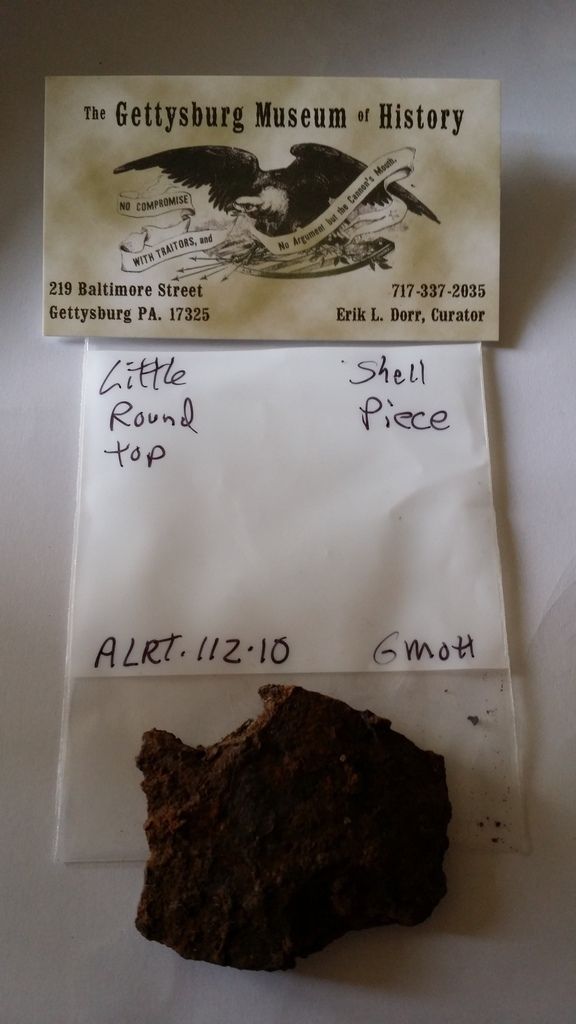 The Gettysburg Museum of History
NO COMPROMISE
WITH TRAITORS, and
No Argument but the Cannon's Mouth.
219 Baltimore Street
Gettysburg PA. 17325
717-337-2035
Erik L. Dorr, Curator
Little
Round
top
Shell
Piece
ALRT.112.10
GmoH